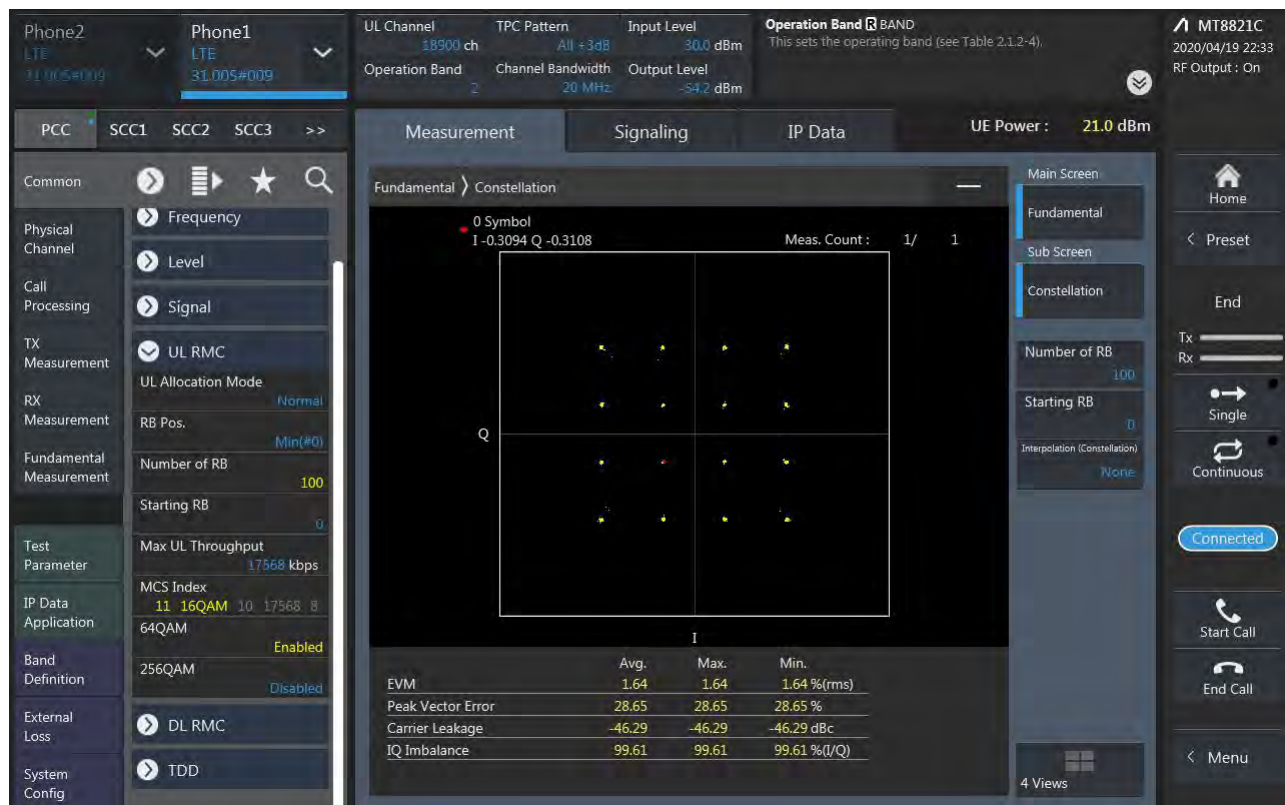 Phone2
LTE
31.005#009
Phone1
LTE
31.005#009
UL Channel
18900 ch
Operation Band
2
TPC Pattern
All +3dB
Channel Bandwidth
20 MHz
Input Level
30.0 dBm
Output Level
-54.2 dBm
Operation Band R BAND
This sets the operating band (see Table 2.1.2-4).
MT8821C
2020/04/19 22:33
RF Output : On
PCC SCC1 SCC2 SCC3 >>
Measurement Signaling IP Data
UE Power : 21.0 dBm
Common
Physical
Channel
Call
Processing
TX
Measurement
RX
Measurement
Fundamental
Measurement
Test
Parameter
IP Data
Application
Band
Definition
External
Loss
System
Config
Frequency
Level
Signal
UL RMC
UL Allocation Mode
Normal
RB Pos.
Min(#0)
Number of RB
100
Starting RB
0
Max UL Throughput
17568 kbps
MCS Index
11 16QAM 10 17568 8
64QAM
Enabled
256QAM
Disabled
DL RMC
TDD
Fundamental 〉 Constellation
0 Symbol
I -0.3094 Q -0.3108
Meas. Count : 1/ 1
Q
I
Avg. Max. Min.
EVM 1.64 1.64 1.64 %(rms)
Peak Vector Error 28.65 28.65 28.65 %
Carrier Leakage -46.29 -46.29 -46.29 dBc
IQ Imbalance 99.61 99.61 99.61 %(I/Q)
Main Screen
Fundamental
Sub Screen
Constellation
Number of RB
100
Starting RB
0
Interpolation (Constellation)
None
4 Views
Home
< Preset
End
Tx
Rx
Single
Continuous
Connected
Start Call
End Call
< Menu